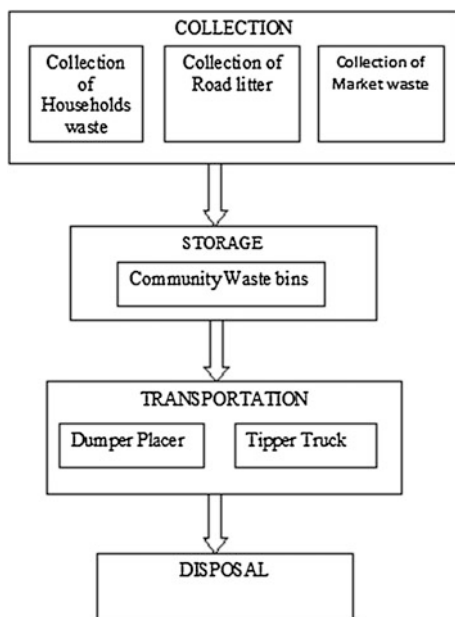 COLLECTION
Collection
of
Households
waste
Collection of
Road litter
Collection of
Market waste
STORAGE
Community Waste bins
TRANSPORTATION
Dumper Placer
Tipper Truck
DISPOSAL